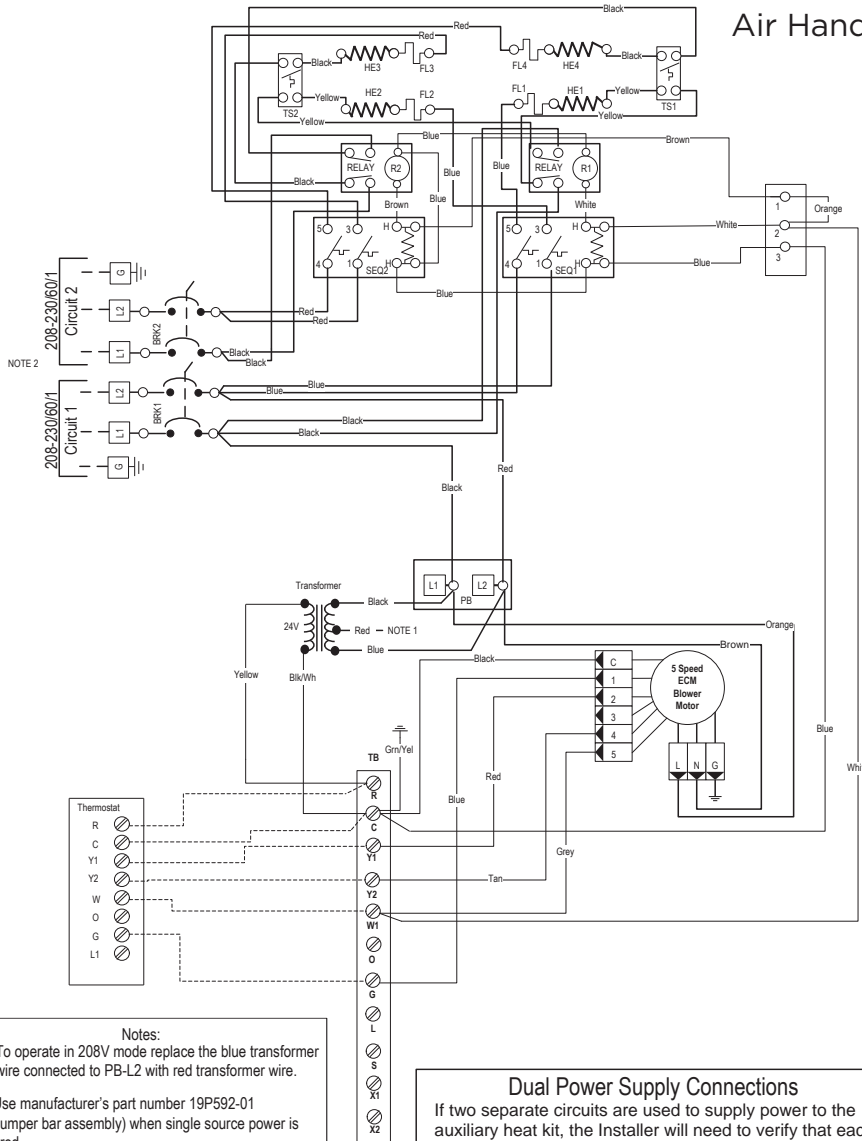 Air Hand
Black
Red
Red
Black
HE3
FL3
FL4
HE4
Black
Yellow
HE2
FL2
FL1
HE1
Yellow
TS2
TS1
Yellow
Yellow
Blue
Brown
RELAY
R2
Blue
Blue
Blue
RELAY
R1
Black
Brown
White
1
Orange
5
3
H
5
3
H
White
2
4
1
H
SEQ2
4
1
H
SEQ1
Blue
3
Blue
208-230/60/1
Circuit 2
G
L2
BRK2
Red
Red
L1
Black
Black
NOTE 2
208-230/60/1
Circuit 1
L2
BRK1
Blue
Blue
L1
Black
Black
G
Red
Black
Transformer
L1
L2
PB
24V
Black
Red
NOTE 1
Blue
Orange
Brown
Yellow
Blk/Wh
Black
C
1
2
3
4
5
5 Speed
ECM
Blower
Motor
L
N
G
Grn/Yel
TB
Red
Blue
Blue
Whi
Grey
Tan
Thermostat
R
C
Y1
Y2
W
O
G
L1
R
C
Y1
Y2
W1
O
G
L
S
X1
X2
Notes:
To operate in 208V mode replace the blue transformer
wire connected to PB-L2 with red transformer wire.
Use manufacturer's part number 19P592-01
umper bar assembly) when single source power is
Dual Power Supply Connections
If two separate circuits are used to supply power to the
auxiliary heat kit, the Installer will need to verify that eac